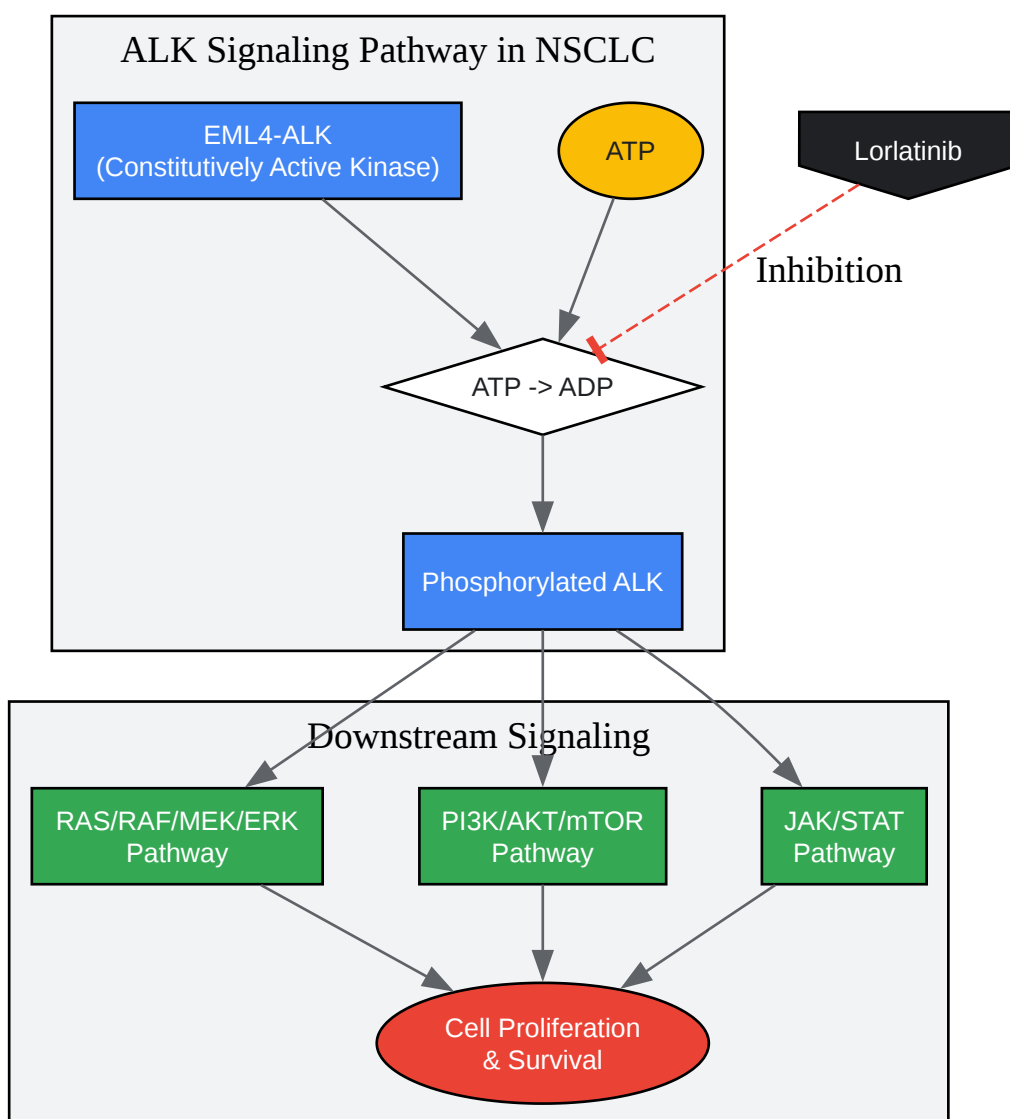 ALK Signaling Pathway in NSCLC
EML4-ALK
(Constitutively Active Kinase)
ATP
Lorlatinib
Inhibition
ATP -> ADP
Phosphorylated ALK
Downstream Signaling
RAS/RAF/MEK/ERK
Pathway
PI3K/AKT/mTOR
Pathway
JAK/STAT
Pathway
Cell Proliferation
& Survival